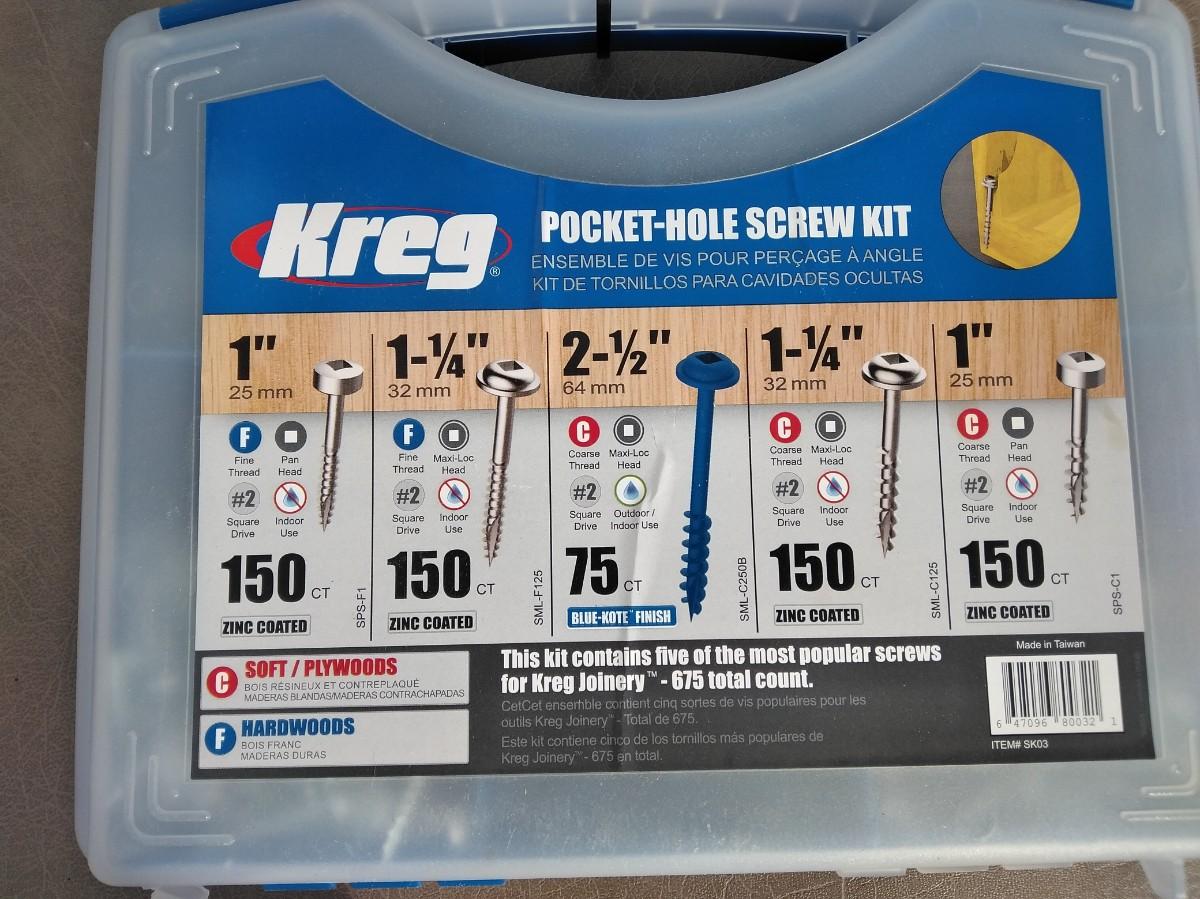 Kreg®
POCKET-HOLE SCREW KIT
ENSEMBLE DE VIS POUR PERÇAGE À ANGLE
KIT DE TORNILLOS PARA CAVIDADES OCULTAS
1"
25 mm
F
Fine Thread
Pan Head
#2
Square Drive
Indoor Use
150 CT
ZINC COATED
SPS-F1
1-¼"
32 mm
F
Fine Thread
Maxi-Loc Head
#2
Square Drive
Indoor Use
150 CT
ZINC COATED
SML-F125
2-½"
64 mm
C
Coarse Thread
Maxi-Loc Head
#2
Square Drive
Outdoor / Indoor Use
75 CT
BLUE-KOTE™ FINISH
SML-C250B
1-¼"
32 mm
C
Coarse Thread
Maxi-Loc Head
#2
Square Drive
Indoor Use
150 CT
ZINC COATED
SML-C125
1"
25 mm
C
Coarse Thread
Pan Head
#2
Square Drive
Indoor Use
150 CT
ZINC COATED
SPS-C1
C SOFT / PLYWOODS
BOIS RÉSINEUX ET CONTREPLAQUÉ
MADERAS BLANDAS/MADERAS CONTRACHAPADAS
F HARDWOODS
BOIS FRANC
MADERAS DURAS
This kit contains five of the most popular screws
for Kreg Joinery™ - 675 total count.
CetCet ensemble contient cinq sortes de vis populaires pour les
outils Kreg Joinery™ - Total de 675.
Este kit contiene cinco de los tornillos más populares de
Kreg Joinery™ - 675 en total.
Made in Taiwan
6 47096 80032 1
ITEM# SK03